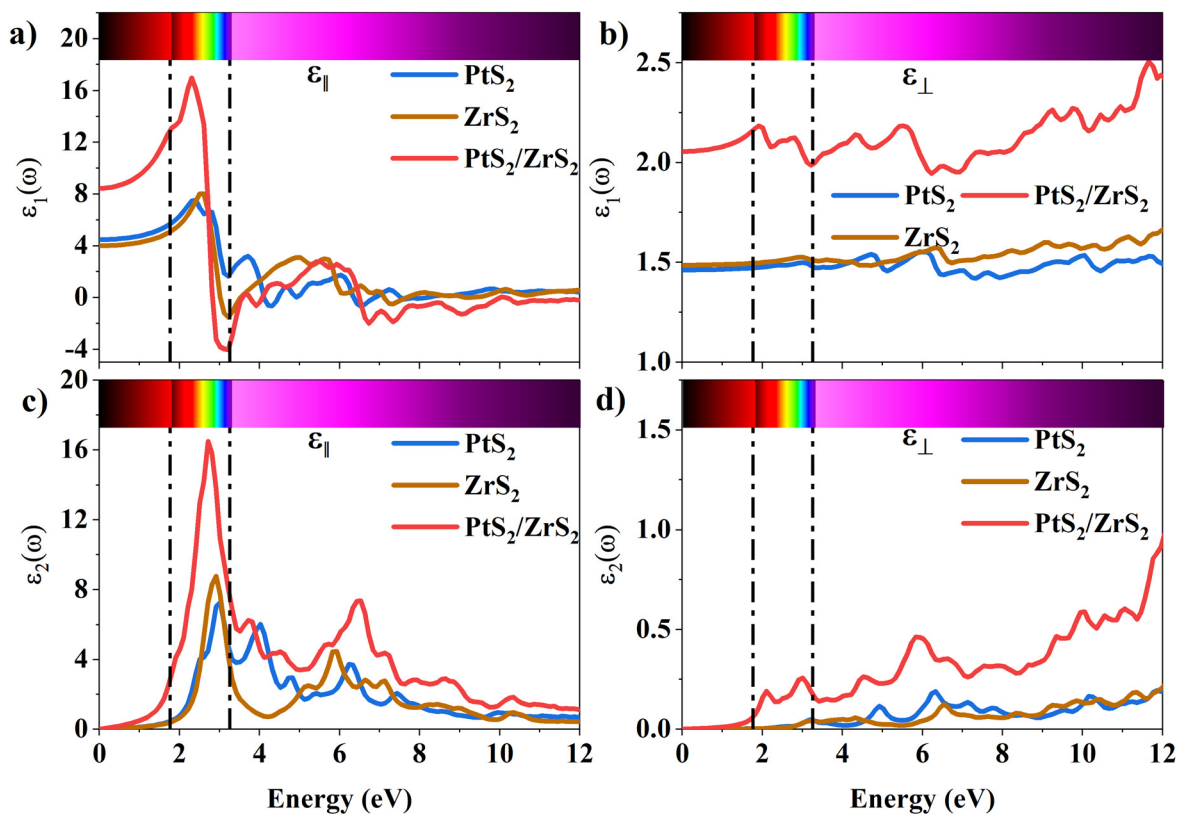 a)
20
16
12
8
4
0
-4
ε₁(ω)
ε∥
PtS₂
ZrS₂
PtS₂/ZrS₂
b)
2.5
2.0
1.5
1.0
ε₁(ω)
ε⊥
PtS₂ PtS₂/ZrS₂
ZrS₂
c)
20
16
12
8
4
0
ε₂(ω)
ε∥
PtS₂
ZrS₂
PtS₂/ZrS₂
0 2 4 6 8 10 12
Energy (eV)
d)
1.5
1.0
0.5
0.0
ε₂(ω)
ε⊥
PtS₂
ZrS₂
PtS₂/ZrS₂
0 2 4 6 8 10 12
Energy (eV)